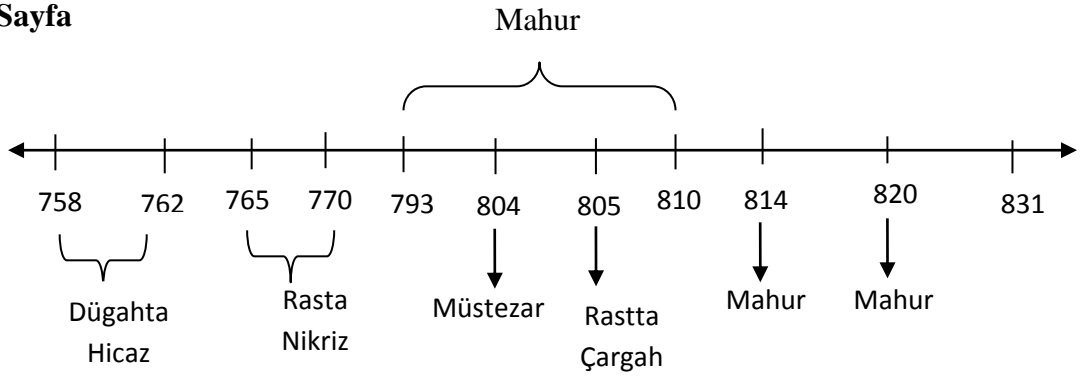 Sayfa
Mahur
758 762 765 770 793 804 805 810 814 820 831
Dügahta
Hicaz
Rasta
Nikriz
Müstezar
Rastta
Çargah
Mahur
Mahur